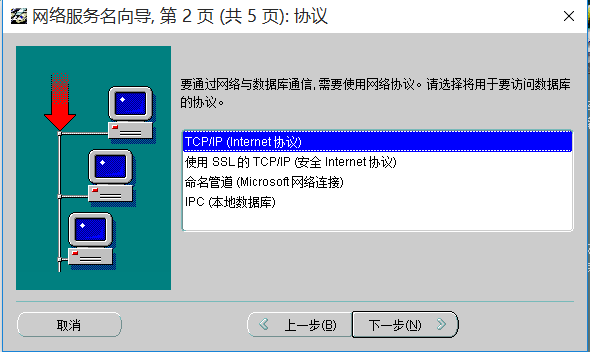 网络服务名向导, 第 2 页 (共 5 页): 协议
要通过网络与数据库通信, 需要使用网络协议。请选择将用于要访问数据库
的协议。
TCP/IP (Internet 协议)
使用 SSL 的 TCP/IP (安全 Internet 协议)
命名管道 (Microsoft 网络连接)
IPC (本地数据库)
取消 上一步(B) 下一步(N)